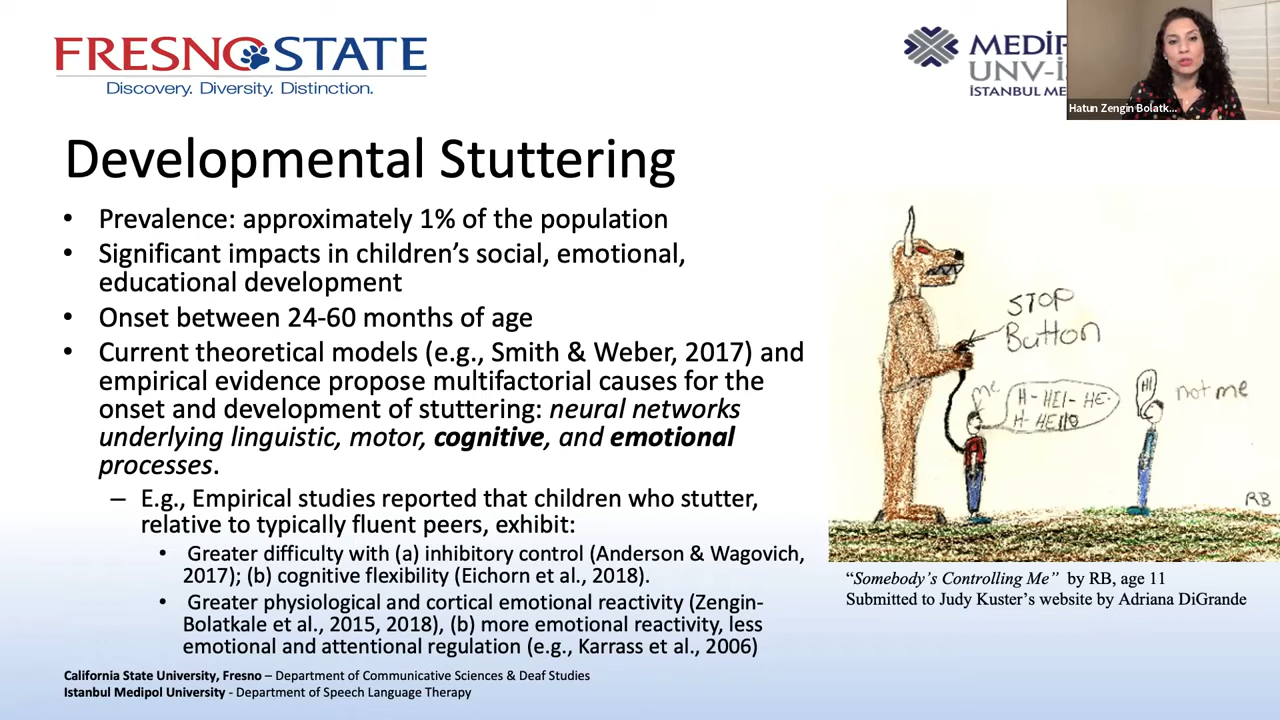 FRESNO STATE
Discovery. Diversity. Distinction.
MEDİP
UNV-İ
İSTANBUL ME
Hatun Zengin Bolatk...
Developmental Stuttering
• Prevalence: approximately 1% of the population
• Significant impacts in children's social, emotional,
educational development
• Onset between 24-60 months of age
• Current theoretical models (e.g., Smith & Weber, 2017) and
empirical evidence propose multifactorial causes for the
onset and development of stuttering: neural networks
underlying linguistic, motor, cognitive, and emotional
processes.
– E.g., Empirical studies reported that children who stutter,
relative to typically fluent peers, exhibit:
• Greater difficulty with (a) inhibitory control (Anderson & Wagovich,
2017); (b) cognitive flexibility (Eichorn et al., 2018).
• Greater physiological and cortical emotional reactivity (Zengin-
Bolatkale et al., 2015, 2018), (b) more emotional reactivity, less
emotional and attentional regulation (e.g., Karrass et al., 2006)
STOP
Button
me
H- HEI- HE-
H- HEllo
HI
not me
RB
"Somebody's Controlling Me" by RB, age 11
Submitted to Judy Kuster's website by Adriana DiGrande
California State University, Fresno – Department of Communicative Sciences & Deaf Studies
Istanbul Medipol University - Department of Speech Language Therapy